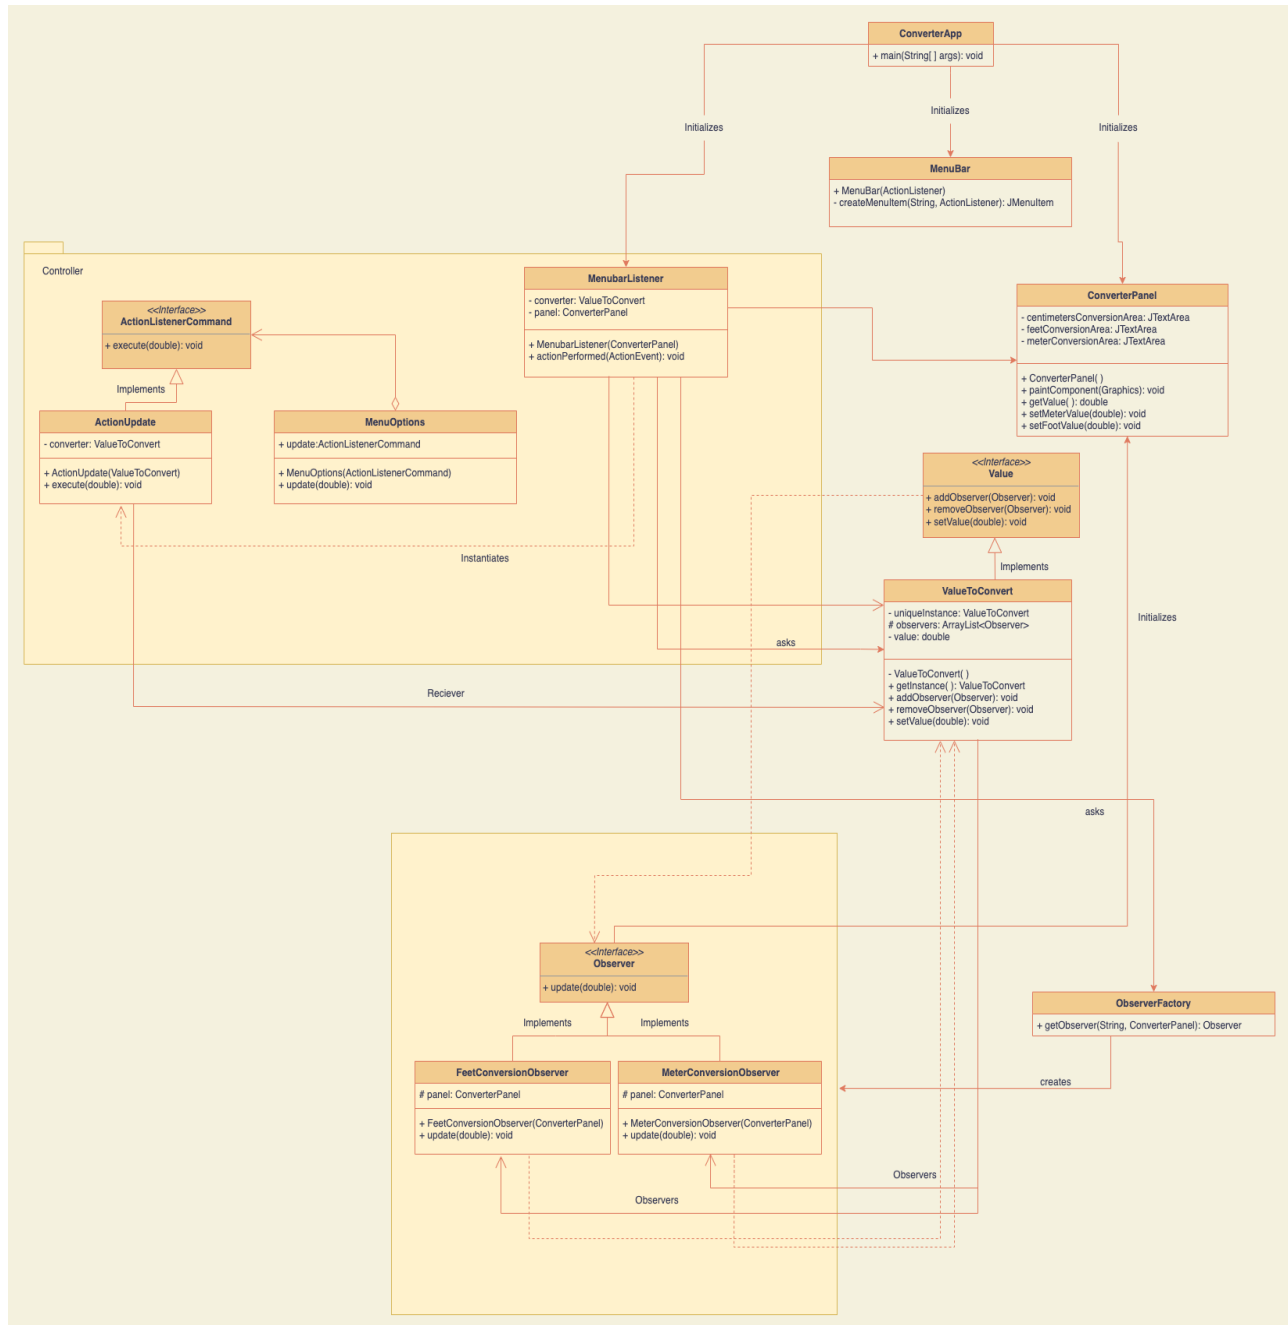 ConverterApp
+ main(String[ ] args): void
Initializes
Initializes
Initializes
MenuBar
+ MenuBar(ActionListener)
- createMenuItem(String, ActionListener): JMenuItem
Controller
MenubarListener
- converter: ValueToConvert
- panel: ConverterPanel
+ MenubarListener(ConverterPanel)
+ actionPerformed(ActionEvent): void
ConverterPanel
- centimetersConversionArea: JTextArea
- feetConversionArea: JTextArea
- meterConversionArea: JTextArea
+ ConverterPanel( )
+ paintComponent(Graphics): void
+ getValue( ): double
+ setMeterValue(double): void
+ setFootValue(double): void
<<Interface>>
ActionListenerCommand
+ execute(double): void
Implements
ActionUpdate
- converter: ValueToConvert
+ ActionUpdate(ValueToConvert)
+ execute(double): void
MenuOptions
+ update:ActionListenerCommand
+ MenuOptions(ActionListenerCommand)
+ update(double): void
Instantiates
<<Interface>>
Value
+ addObserver(Observer): void
+ removeObserver(Observer): void
+ setValue(double): void
Implements
ValueToConvert
- uniqueInstance: ValueToConvert
# observers: ArrayList<Observer>
- value: double
- ValueToConvert( )
+ getInstance( ): ValueToConvert
+ addObserver(Observer): void
+ removeObserver(Observer): void
+ setValue(double): void
Initializes
asks
Reciever
asks
<<Interface>>
Observer
+ update(double): void
Implements
Implements
ObserverFactory
+ getObserver(String, ConverterPanel): Observer
creates
FeetConversionObserver
# panel: ConverterPanel
+ FeetConversionObserver(ConverterPanel)
+ update(double): void
MeterConversionObserver
# panel: ConverterPanel
+ MeterConversionObserver(ConverterPanel)
+ update(double): void
Observers
Observers